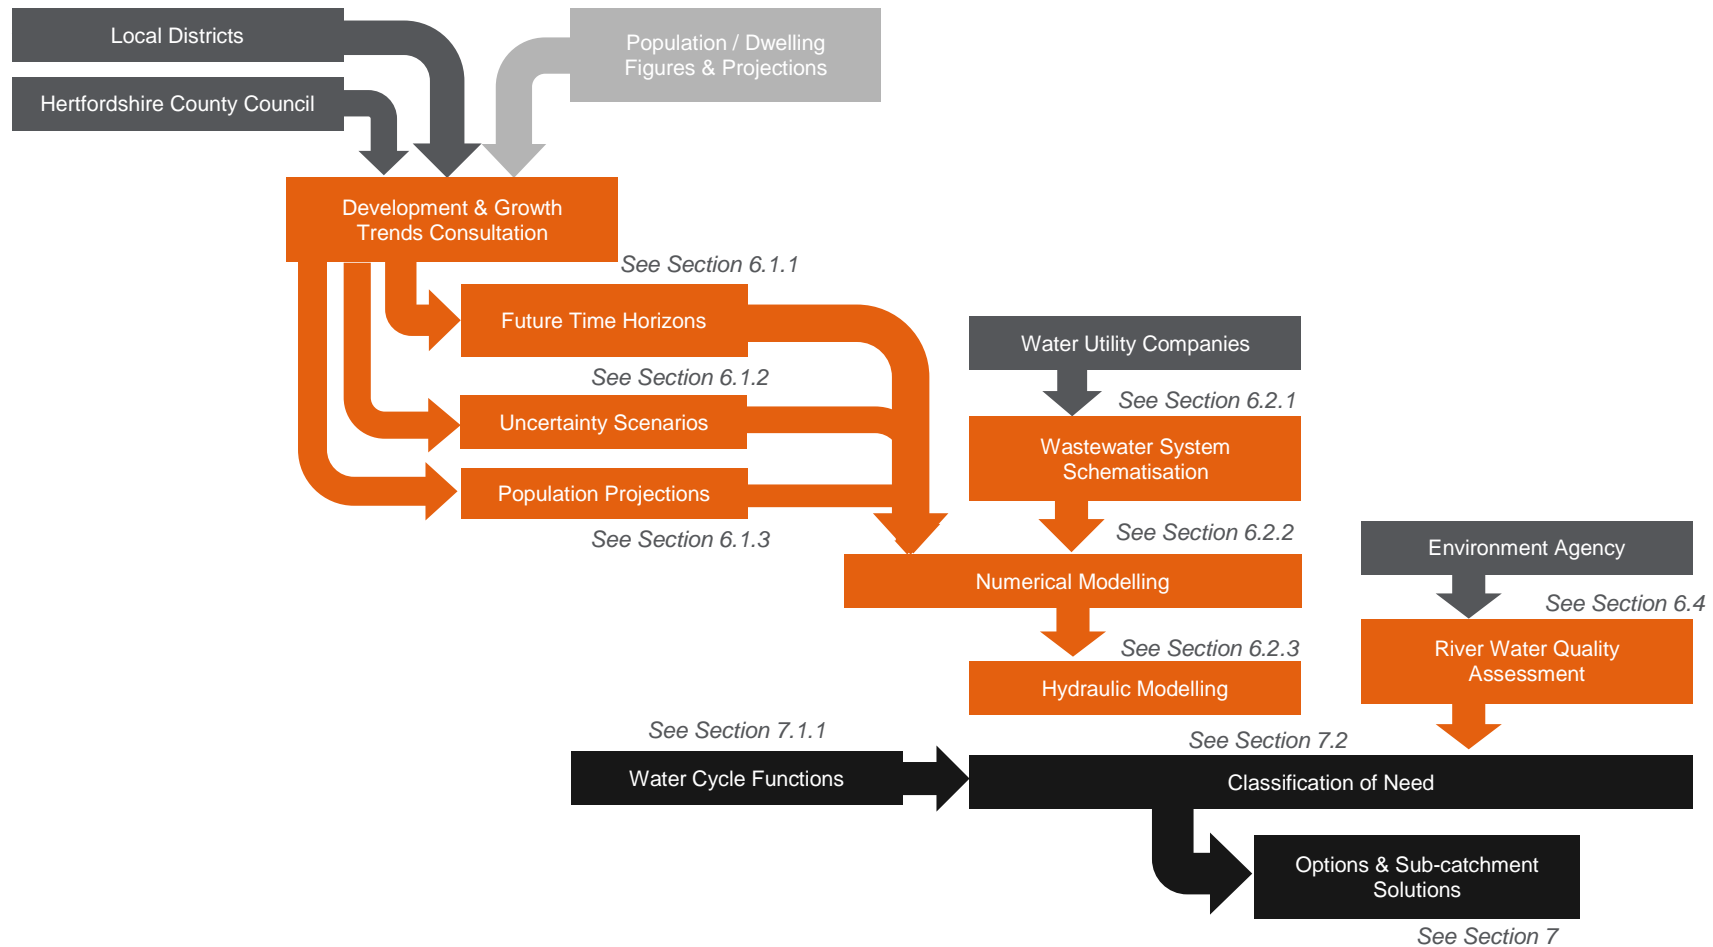 Local Districts
Population / Dwelling
Figures & Projections
Hertfordshire County Council
Development & Growth
Trends Consultation
See Section 6.1.1
Future Time Horizons
Water Utility Companies
See Section 6.1.2
See Section 6.2.1
Uncertainty Scenarios
Wastewater System
Schematisation
Population Projections
See Section 6.1.3
See Section 6.2.2
Environment Agency
Numerical Modelling
See Section 6.4
See Section 6.2.3
River Water Quality
Assessment
Hydraulic Modelling
See Section 7.1.1
See Section 7.2
Water Cycle Functions
Classification of Need
Options & Sub-catchment
Solutions
See Section 7